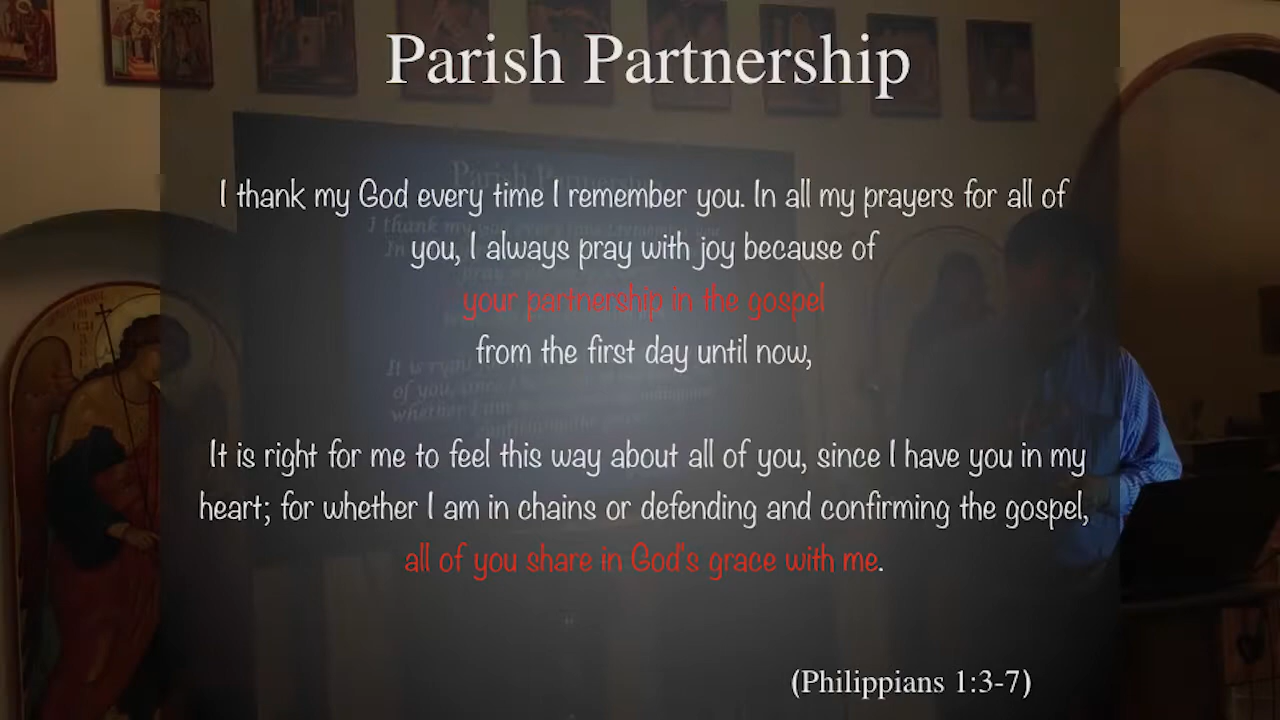 Parish Partnership
I thank my God every time I remember you. In all my prayers for all of
you, I always pray with joy because of
your partnership in the gospel
from the first day until now,
It is right for me to feel this way about all of you, since I have you in my
heart; for whether I am in chains or defending and confirming the gospel,
all of you share in God's grace with me.
(Philippians 1:3-7)